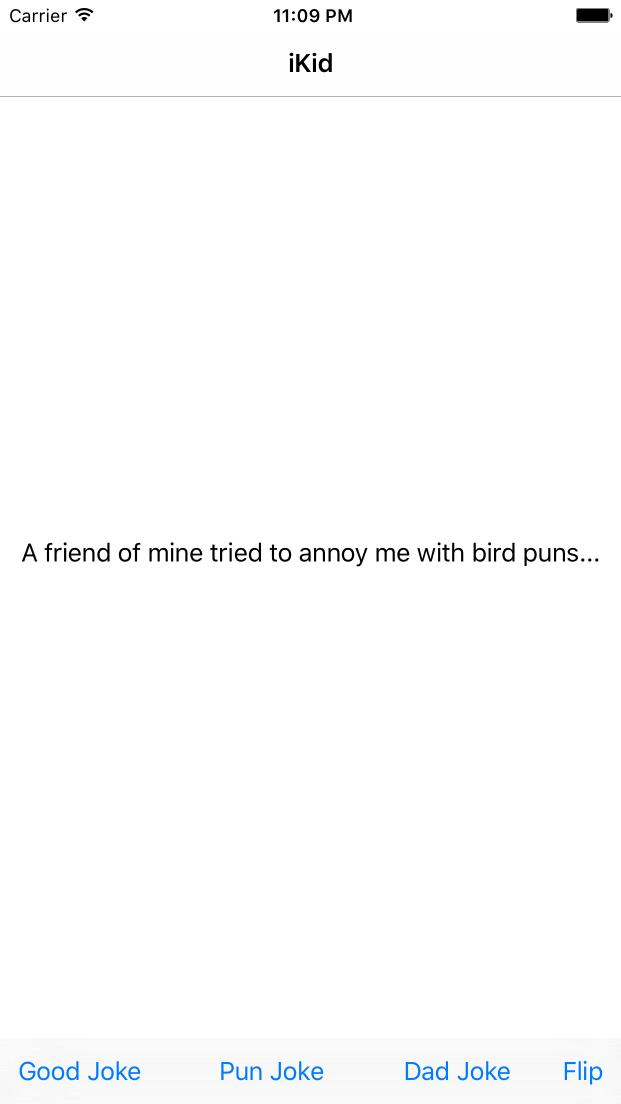 Carrier 11:09 PM
iKid
A friend of mine tried to annoy me with bird puns...
Good Joke Pun Joke Dad Joke Flip